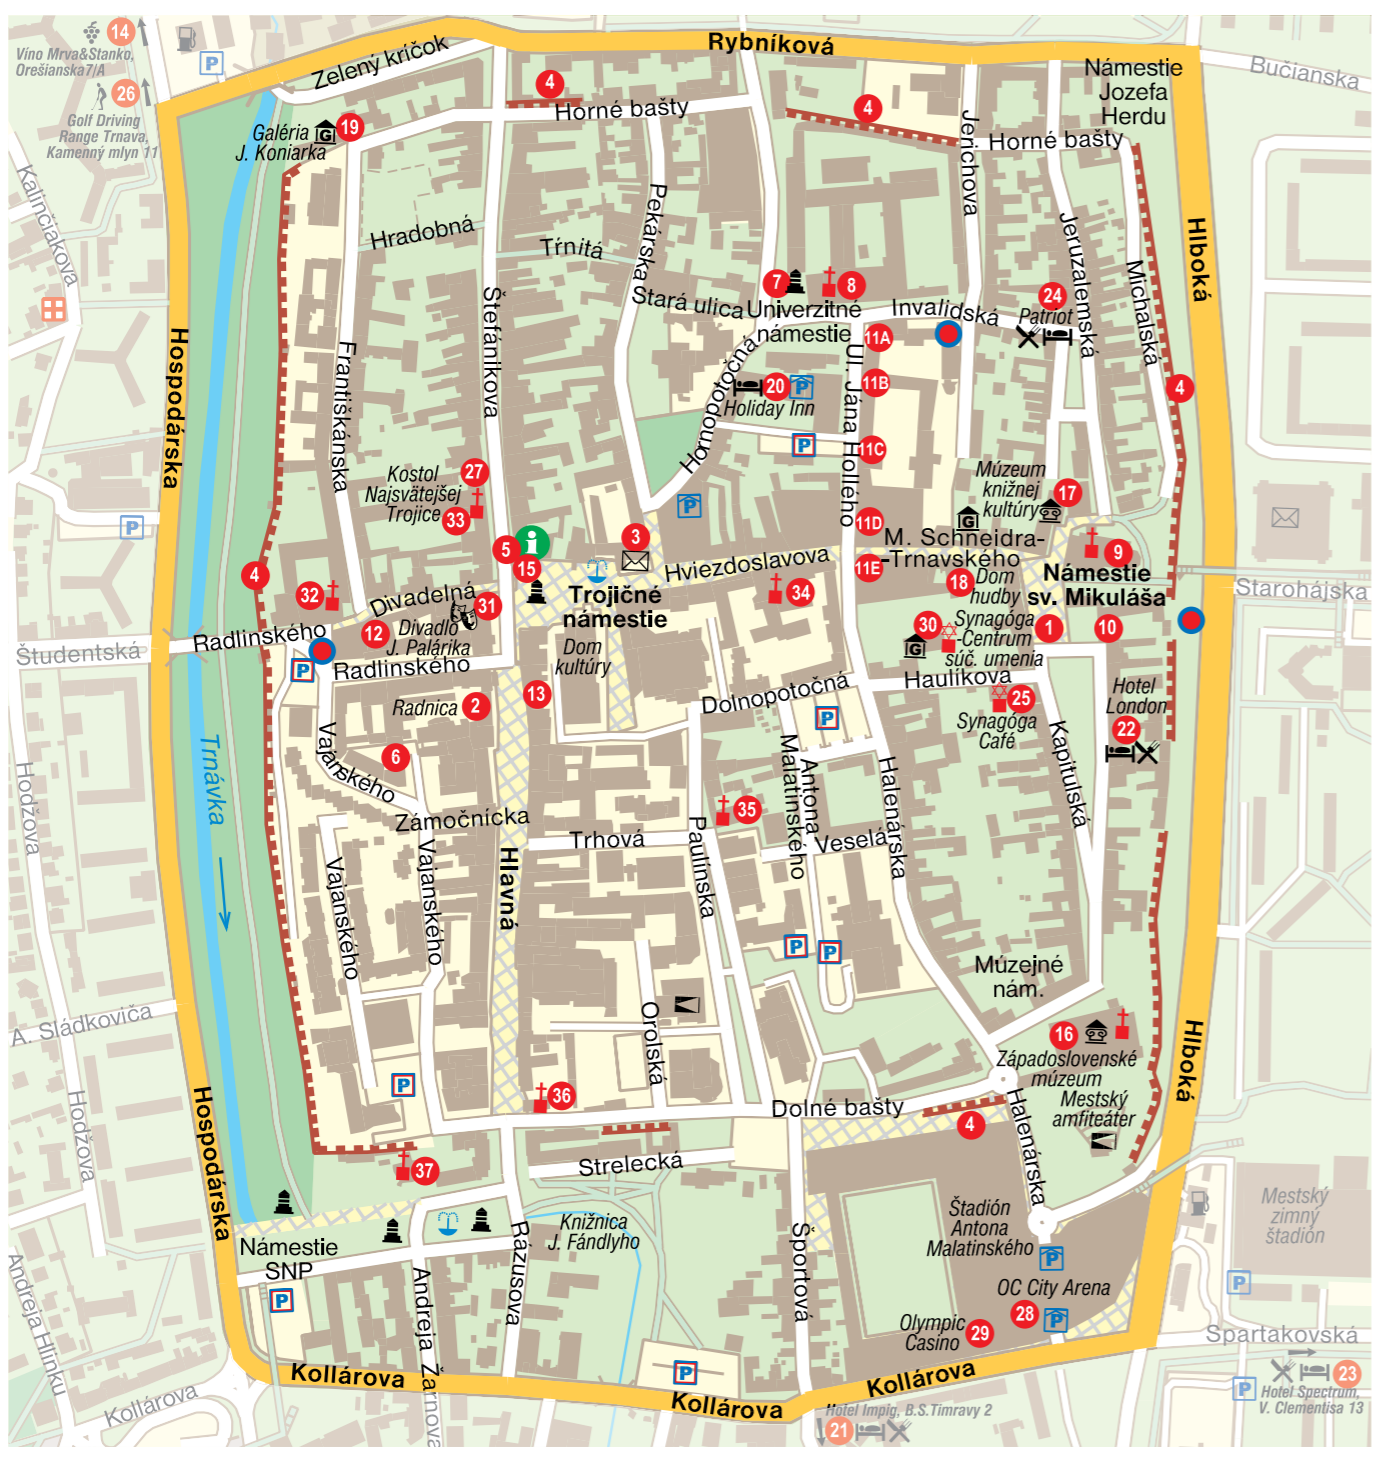 14
Víno Mrva&Stanko,
Orešianska7/A
P
26
Golf Driving
Range Trnava,
Kamenný mlyn 11
Zelený kríčok
Rybníková
Námestie
Jozefa
Herdu
Bučianska
4
Horné bašty
4
Horné bašty
Galéria
J. Koniarka
G
19
Kalinčiakova
Hradobná
Tŕnitá
Pekárska
Jerichova
Jeruzalemská
Michalská
Hlboká
Hospodárska
Františkánska
Štefánikova
Stará ulica
7
8
Univerzitné
námestie
Invalidská
24
Patriot
11A
11B
11C
11D
11E
Ul. Jána Hollého
20
P
Holiday Inn
P
Hornopotočná
4
27
Kostol
Najsvätejšej
Trojice
33
P
P
Múzeum
knižnej
kultúry
17
G
M. Schneidra-
-Trnavského
5
i
15
3
Hviezdoslavova
9
Námestie
sv. Mikuláša
18
Dom
hudby
Starohájska
4
32
Divadelná
31
12
Divadlo
J. Palárika
Trojičné
námestie
34
30
G
Synagóga
-Centrum
súč. umenia
1
10
Študentská
Radlinského
P
Radlinského
Dom
kultúry
Haulíkova
Radnica
2
13
Dolnopotočná
P
25
Synagóga
Café
Hotel
London
22
Trnávka
Vajanského
6
Hodžova
Zámočnícka
Trhová
35
Paulínska
Antona
Malatinského
Veselá
Halenárska
Kapitulská
Vajanského
Vajanského
Hlavná
P
P
Múzejné
nám.
A. Sládkoviča
Hodžova
Orolská
16
Západoslovenské
múzeum
Mestský
amfiteáter
Hlboká
P
36
Dolné bašty
4
Halenárska
Hospodárska
37
Strelecká
Námestie
SNP
Knižnica
J. Fándlyho
Štadión
Antona
Malatinského
P
Mestský
zimný
štadión
P
Andreja Hlinku
P
Andreja Žarnova
Rázusova
Športová
OC City Arena
28
P
Olympic
Casino
29
Spartakovská
Kollárova
Kollárova
P
Kollárova
Kollárova
Hotel Impiq, B.S.Timravy 2
21
P
23
Hotel Spectrum,
V. Clementisa 13